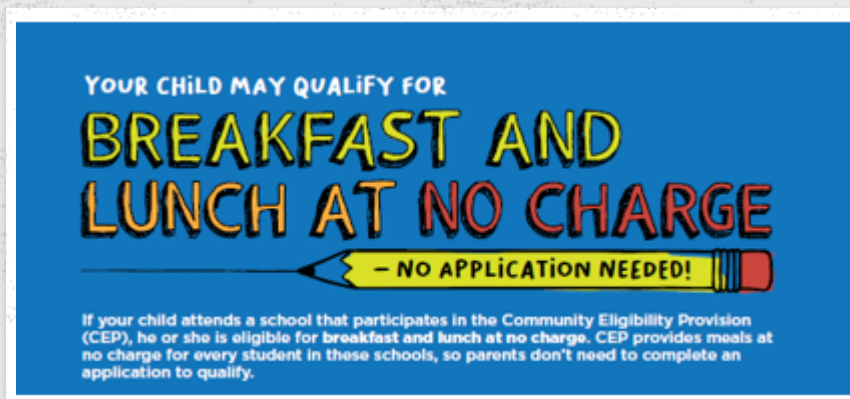 YOUR CHiLD MAY QUALiFY FOR
BREAKFAST AND
LUNCH AT NO CHARGE
– NO APPLiCATiON NEEDED!
If your child attends a school that participates in the Community Eligibility Provision
(CEP), he or she is eligible for breakfast and lunch at no charge. CEP provides meals at
no charge for every student in these schools, so parents don't need to complete an
application to qualify.